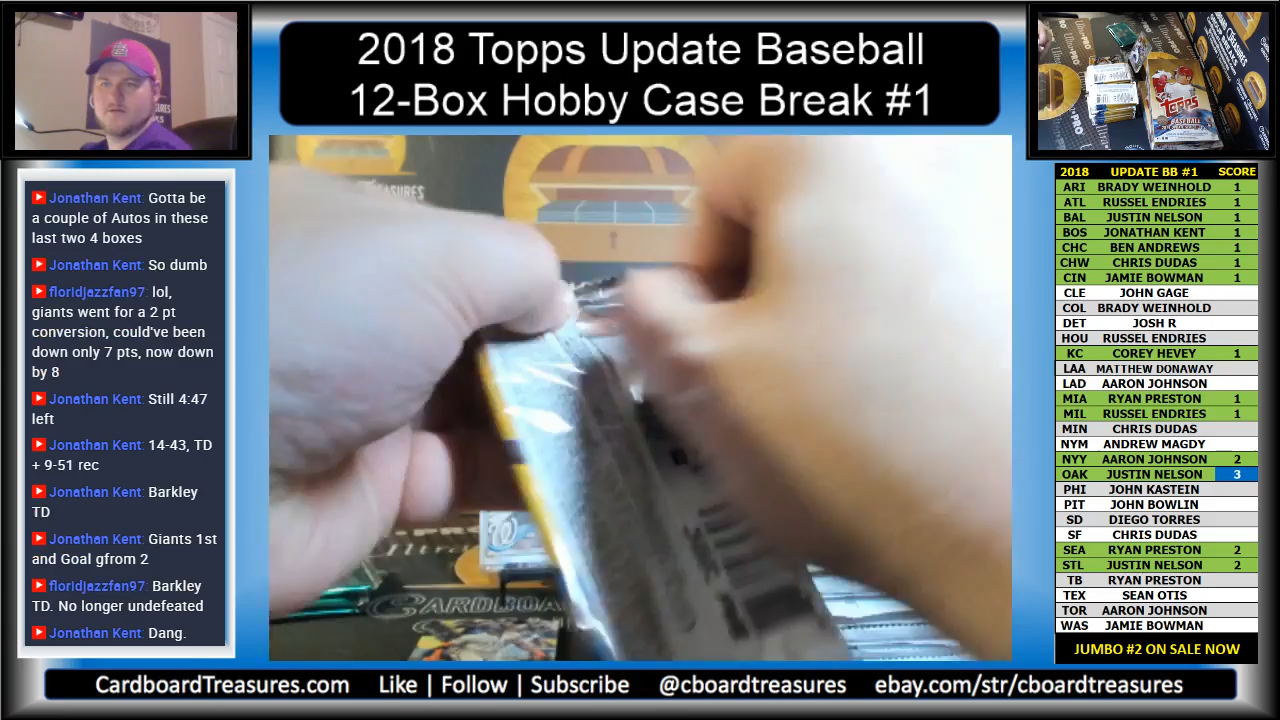 2018 Topps Update Baseball
12-Box Hobby Case Break #1
Jonathan Kent: Gotta be
a couple of Autos in these
last two 4 boxes
Jonathan Kent: So dumb
floridjazzfan97: lol,
giants went for a 2 pt
conversion, could've been
down only 7 pts, now down
by 8
Jonathan Kent: Still 4:47
left
Jonathan Kent: 14-43, TD
+ 9-51 rec
Jonathan Kent: Barkley
TD
Jonathan Kent: Giants 1st
and Goal gfrom 2
floridjazzfan97: Barkley
TD. No longer undefeated
Jonathan Kent: Dang.
TOPPS
BASEBALL
CARDBOA
2018 UPDATE BB #1 SCORE
ARI BRADY WEINHOLD 1
ATL RUSSEL ENDRIES 1
BAL JUSTIN NELSON 1
BOS JONATHAN KENT 1
CHC BEN ANDREWS 1
CHW CHRIS DUDAS 1
CIN JAMIE BOWMAN 1
CLE JOHN GAGE
COL BRADY WEINHOLD
DET JOSH R
HOU RUSSEL ENDRIES
KC COREY HEVEY 1
LAA MATTHEW DONAWAY
LAD AARON JOHNSON
MIA RYAN PRESTON 1
MIL RUSSEL ENDRIES 1
MIN CHRIS DUDAS
NYM ANDREW MAGDY
NYY AARON JOHNSON 2
OAK JUSTIN NELSON 3
PHI JOHN KASTEIN
PIT JOHN BOWLIN
SD DIEGO TORRES
SF CHRIS DUDAS
SEA RYAN PRESTON 2
STL JUSTIN NELSON 2
TB RYAN PRESTON
TEX SEAN OTIS
TOR AARON JOHNSON
WAS JAMIE BOWMAN
JUMBO #2 ON SALE NOW
CardboardTreasures.com Like | Follow | Subscribe @cboardtreasures ebay.com/str/cboardtreasures